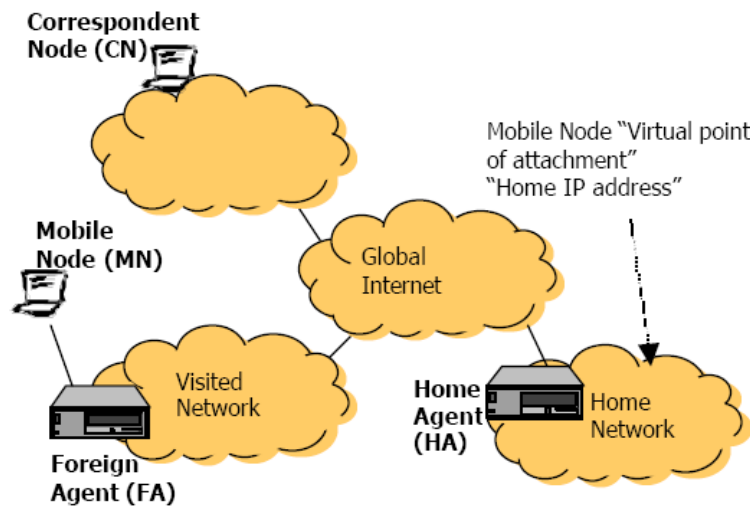 Correspondent
Node (CN)
Mobile Node “Virtual point
of attachment”
“Home IP address”
Mobile
Node (MN)
Global
Internet
Visited
Network
Home
Agent
(HA)
Home
Network
Foreign
Agent (FA)